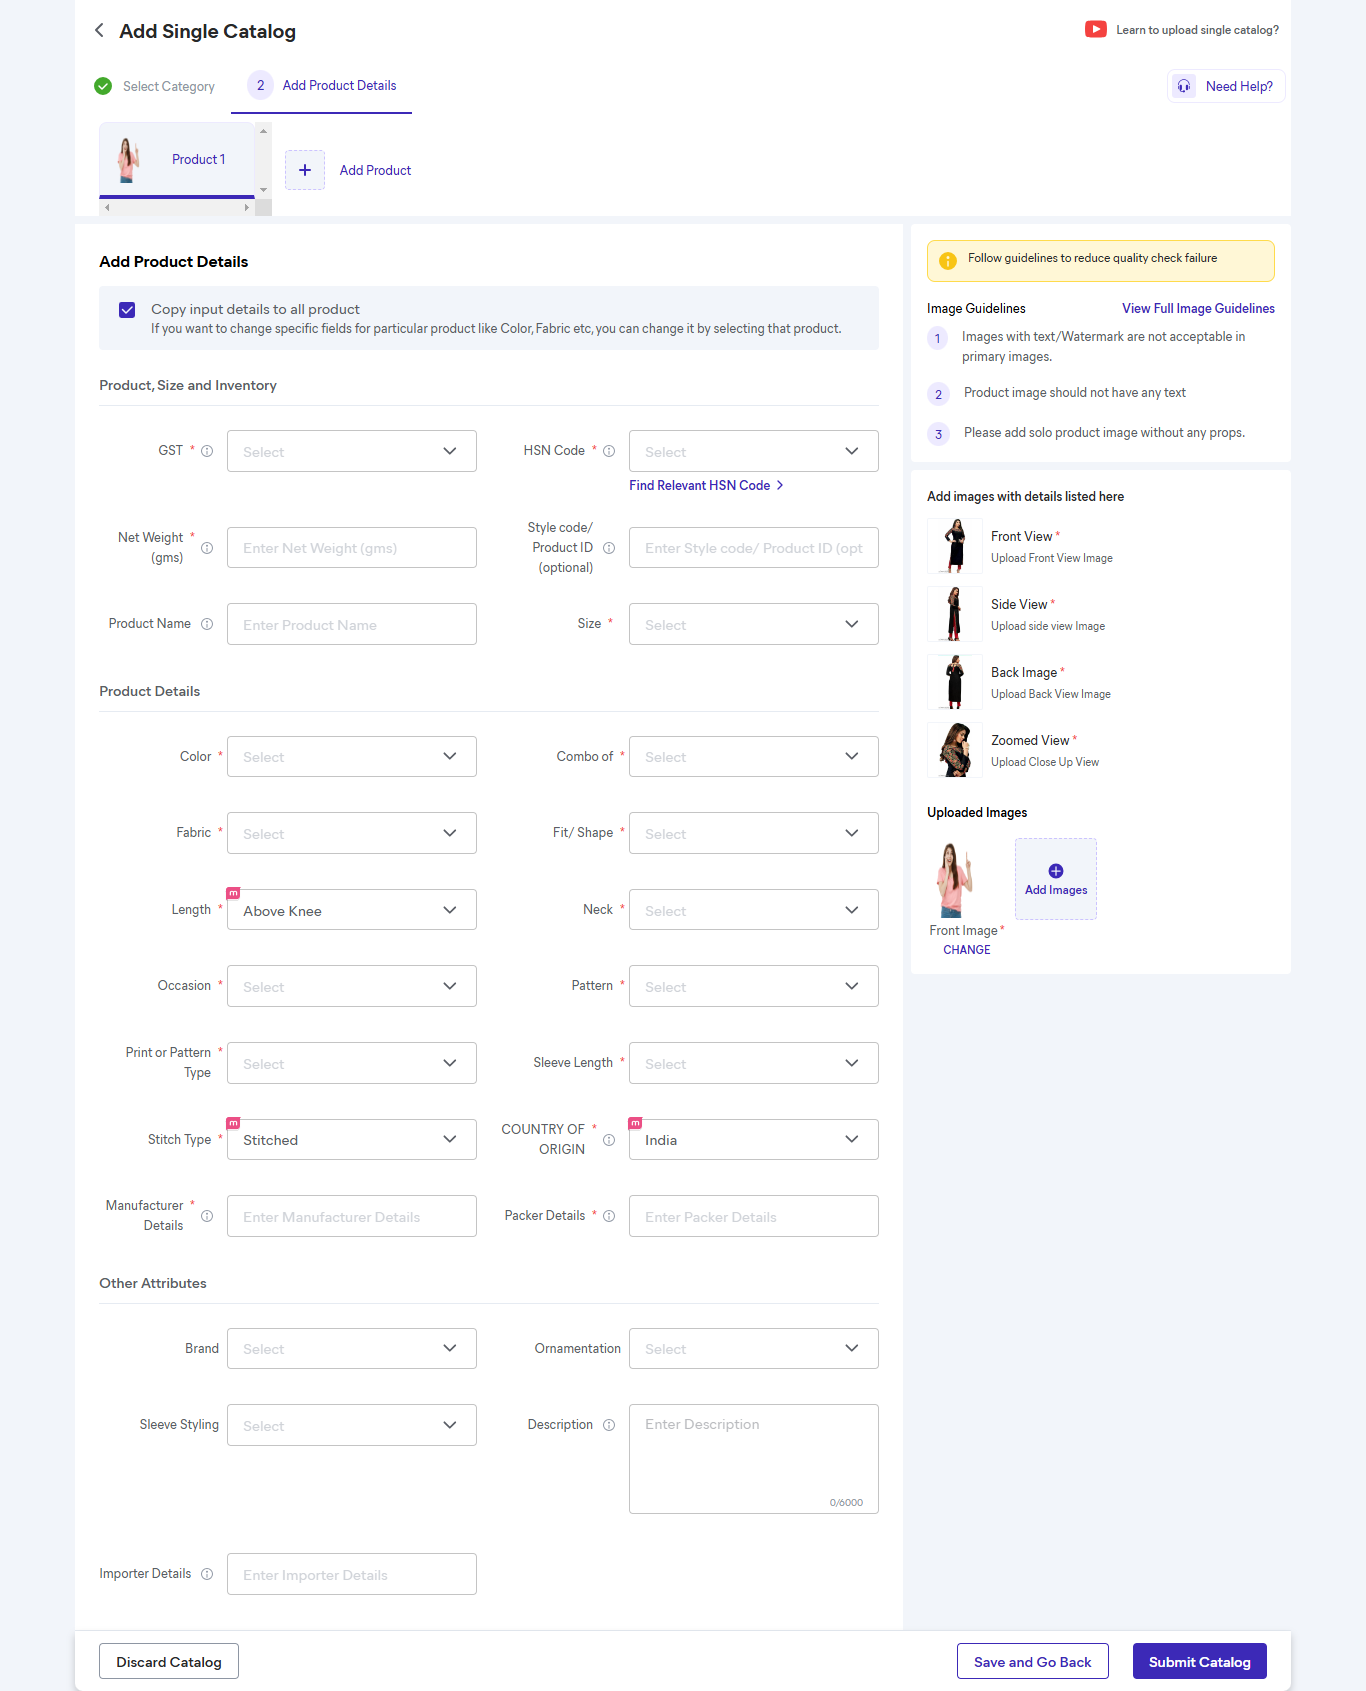 Add Single Catalog
Learn to upload single catalog?
Select Category
2 Add Product Details
Need Help?
Product 1
Add Product
Add Product Details
Copy input details to all product
If you want to change specific fields for particular product like Color, Fabric etc, you can change it by selecting that product.
Product, Size and Inventory
GST * Select
HSN Code * Select
Find Relevant HSN Code
Net Weight *
(gms)
Enter Net Weight (gms)
Style code/
Product ID
(optional)
Enter Style code/ Product ID (opt
Product Name Enter Product Name
Size * Select
Product Details
Color * Select
Combo of * Select
Fabric * Select
Fit/ Shape * Select
m
Length * Above Knee
Neck * Select
Occasion * Select
Pattern * Select
Print or Pattern *
Type
Select
Sleeve Length * Select
m
Stitch Type * Stitched
COUNTRY OF *
ORIGIN
m
India
Manufacturer *
Details
Enter Manufacturer Details
Packer Details * Enter Packer Details
Other Attributes
Brand Select
Ornamentation Select
Sleeve Styling Select
Description Enter Description
0/6000
Importer Details Enter Importer Details
Follow guidelines to reduce quality check failure
Image Guidelines
View Full Image Guidelines
1 Images with text/Watermark are not acceptable in
primary images.
2 Product image should not have any text
3 Please add solo product image without any props.
Add images with details listed here
Front View *
Upload Front View Image
Side View *
Upload side view Image
Back Image *
Upload Back View Image
Zoomed View *
Upload Close Up View
Uploaded Images
Add Images
Front Image *
CHANGE
Discard Catalog
Save and Go Back
Submit Catalog